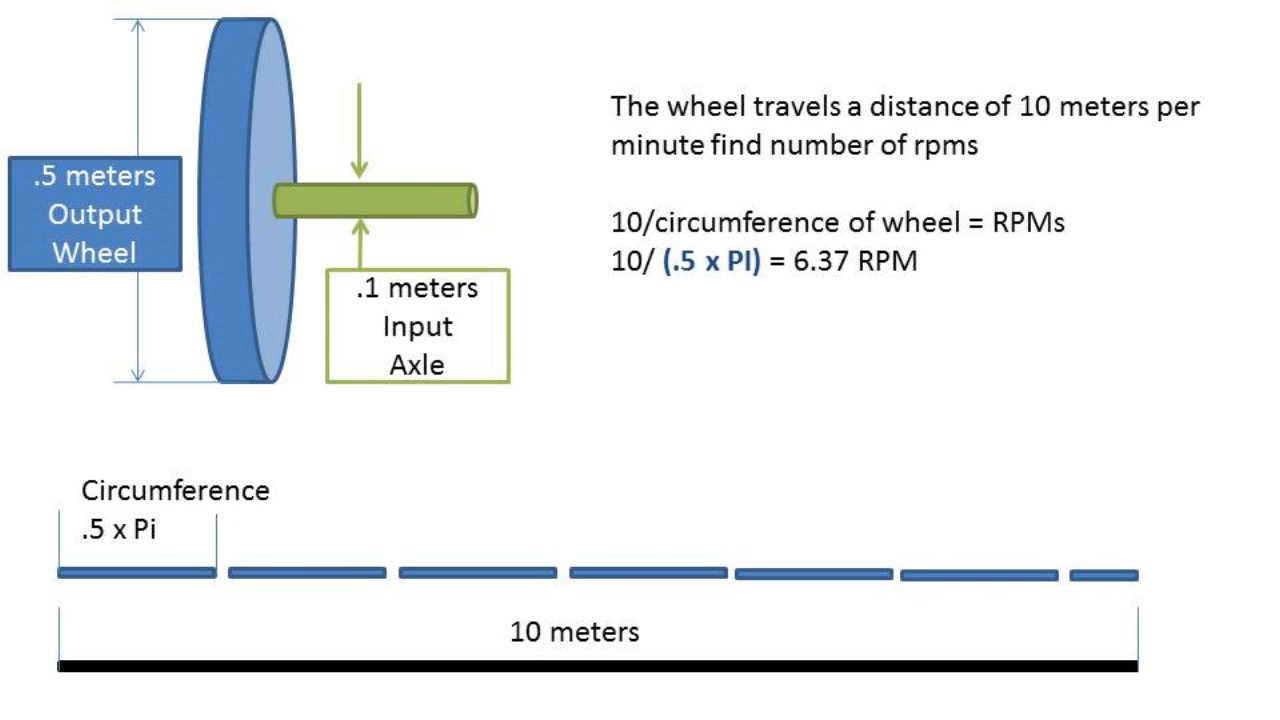 The wheel travels a distance of 10 meters per
minute find number of rpms
10/circumference of wheel = RPMs
10/ (.5 x PI) = 6.37 RPM
.5 meters
Output
Wheel
.1 meters
Input
Axle
Circumference
.5 x Pi
10 meters